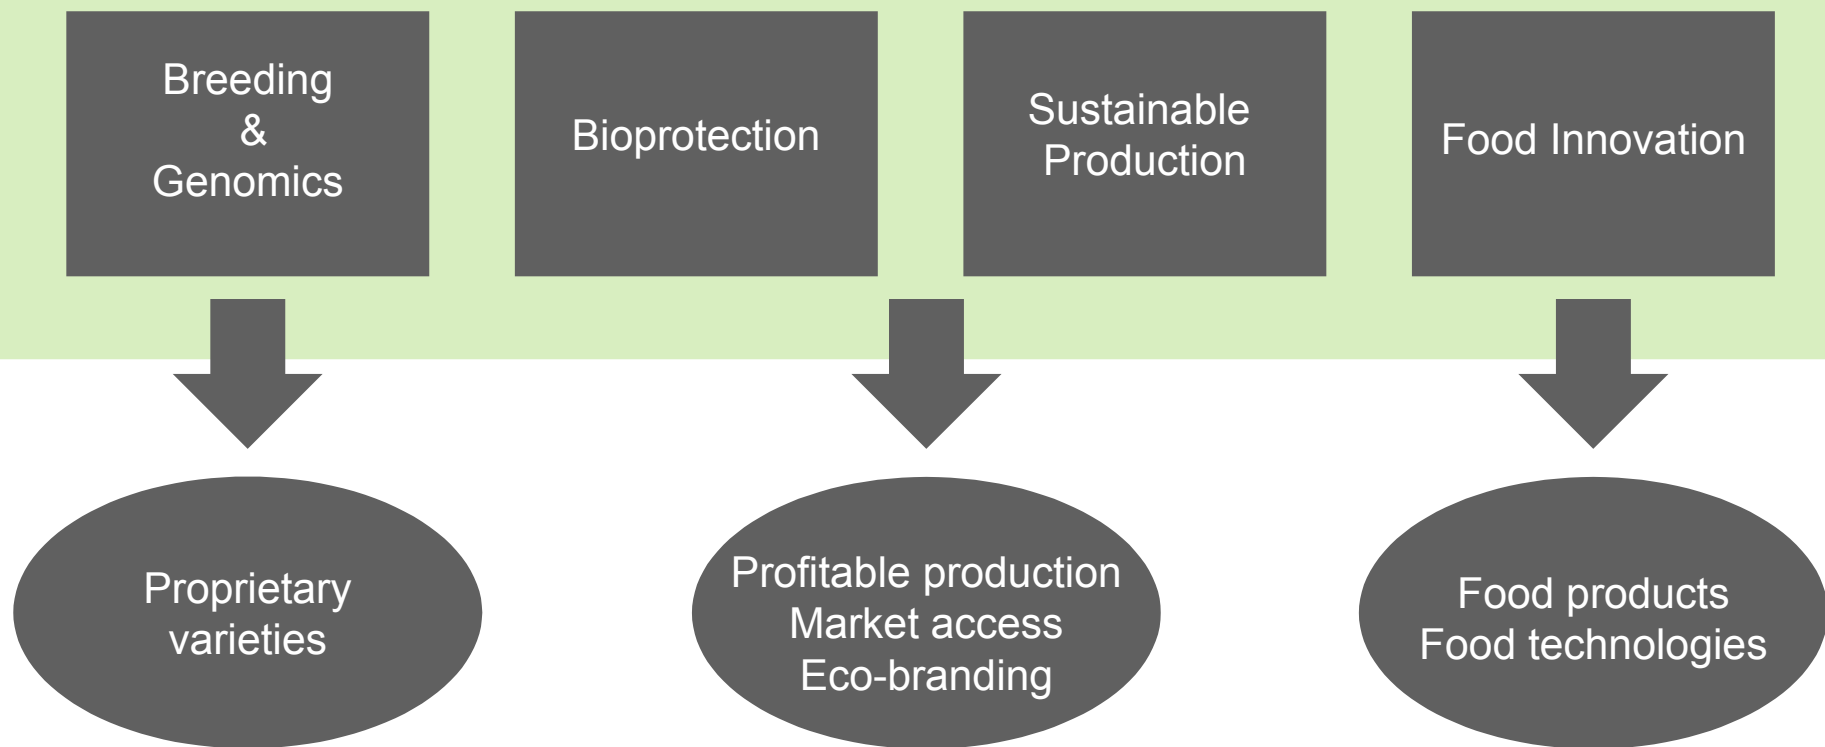 Breeding
&
Genomics
Bioprotection
Sustainable
Production
Food Innovation
Proprietary
varieties
Profitable production
Market access
Eco-branding
Food products
Food technologies